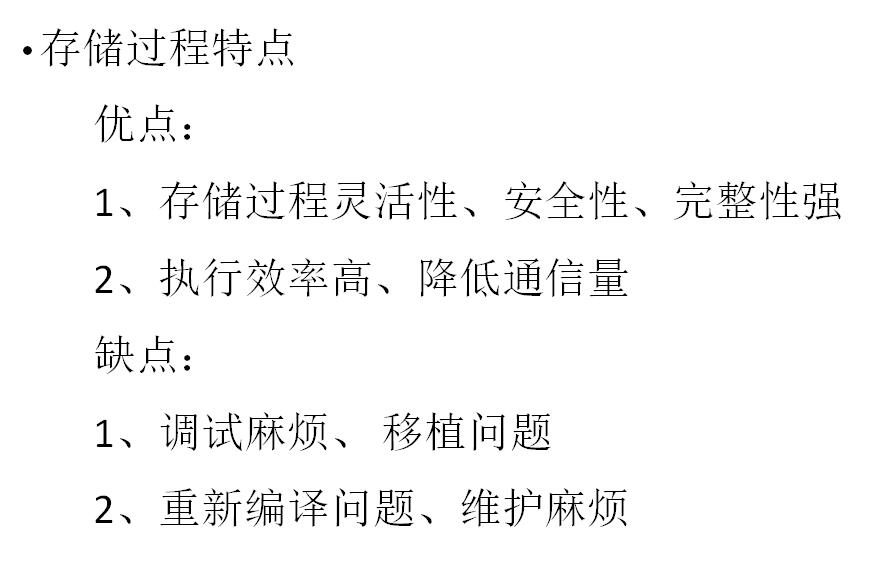 •存储过程特点
优点：
1、存储过程灵活性、安全性、完整性强
2、执行效率高、降低通信量
缺点：
1、调试麻烦、 移植问题
2、重新编译问题、维护麻烦